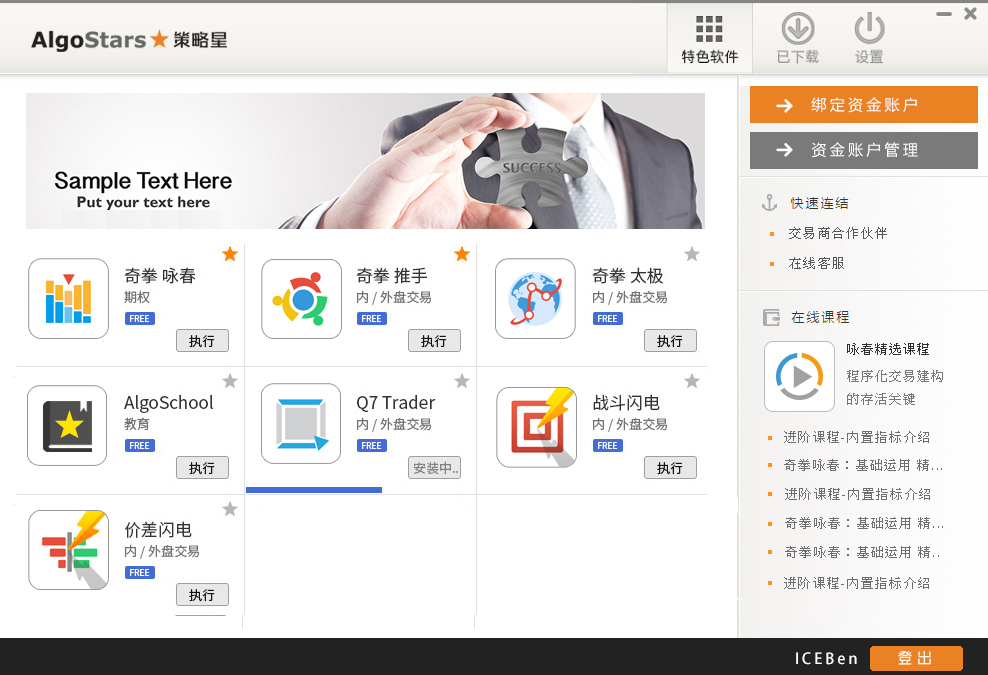 AlgoStars 策略星
特色软件
已下载
设置
Sample Text Here
Put your text here
SUCCESS
奇拳 咏春
期权
FREE
执行
奇拳 推手
内 / 外盘交易
FREE
执行
奇拳 太极
内 / 外盘交易
FREE
执行
AlgoSchool
教育
FREE
执行
Q7 Trader
内 / 外盘交易
FREE
安装中..
战斗闪电
内 / 外盘交易
FREE
执行
价差闪电
内 / 外盘交易
FREE
执行
绑定资金账户
资金账户管理
快速连结
交易商合作伙伴
在线客服
在线课程
咏春精选课程
程序化交易建构
的存活关键
进阶课程-内置指标介绍
奇拳咏春：基础运用 精...
进阶课程-内置指标介绍
奇拳咏春：基础运用 精...
奇拳咏春：基础运用 精..
进阶课程-内置指标介绍
ICEBen
登出